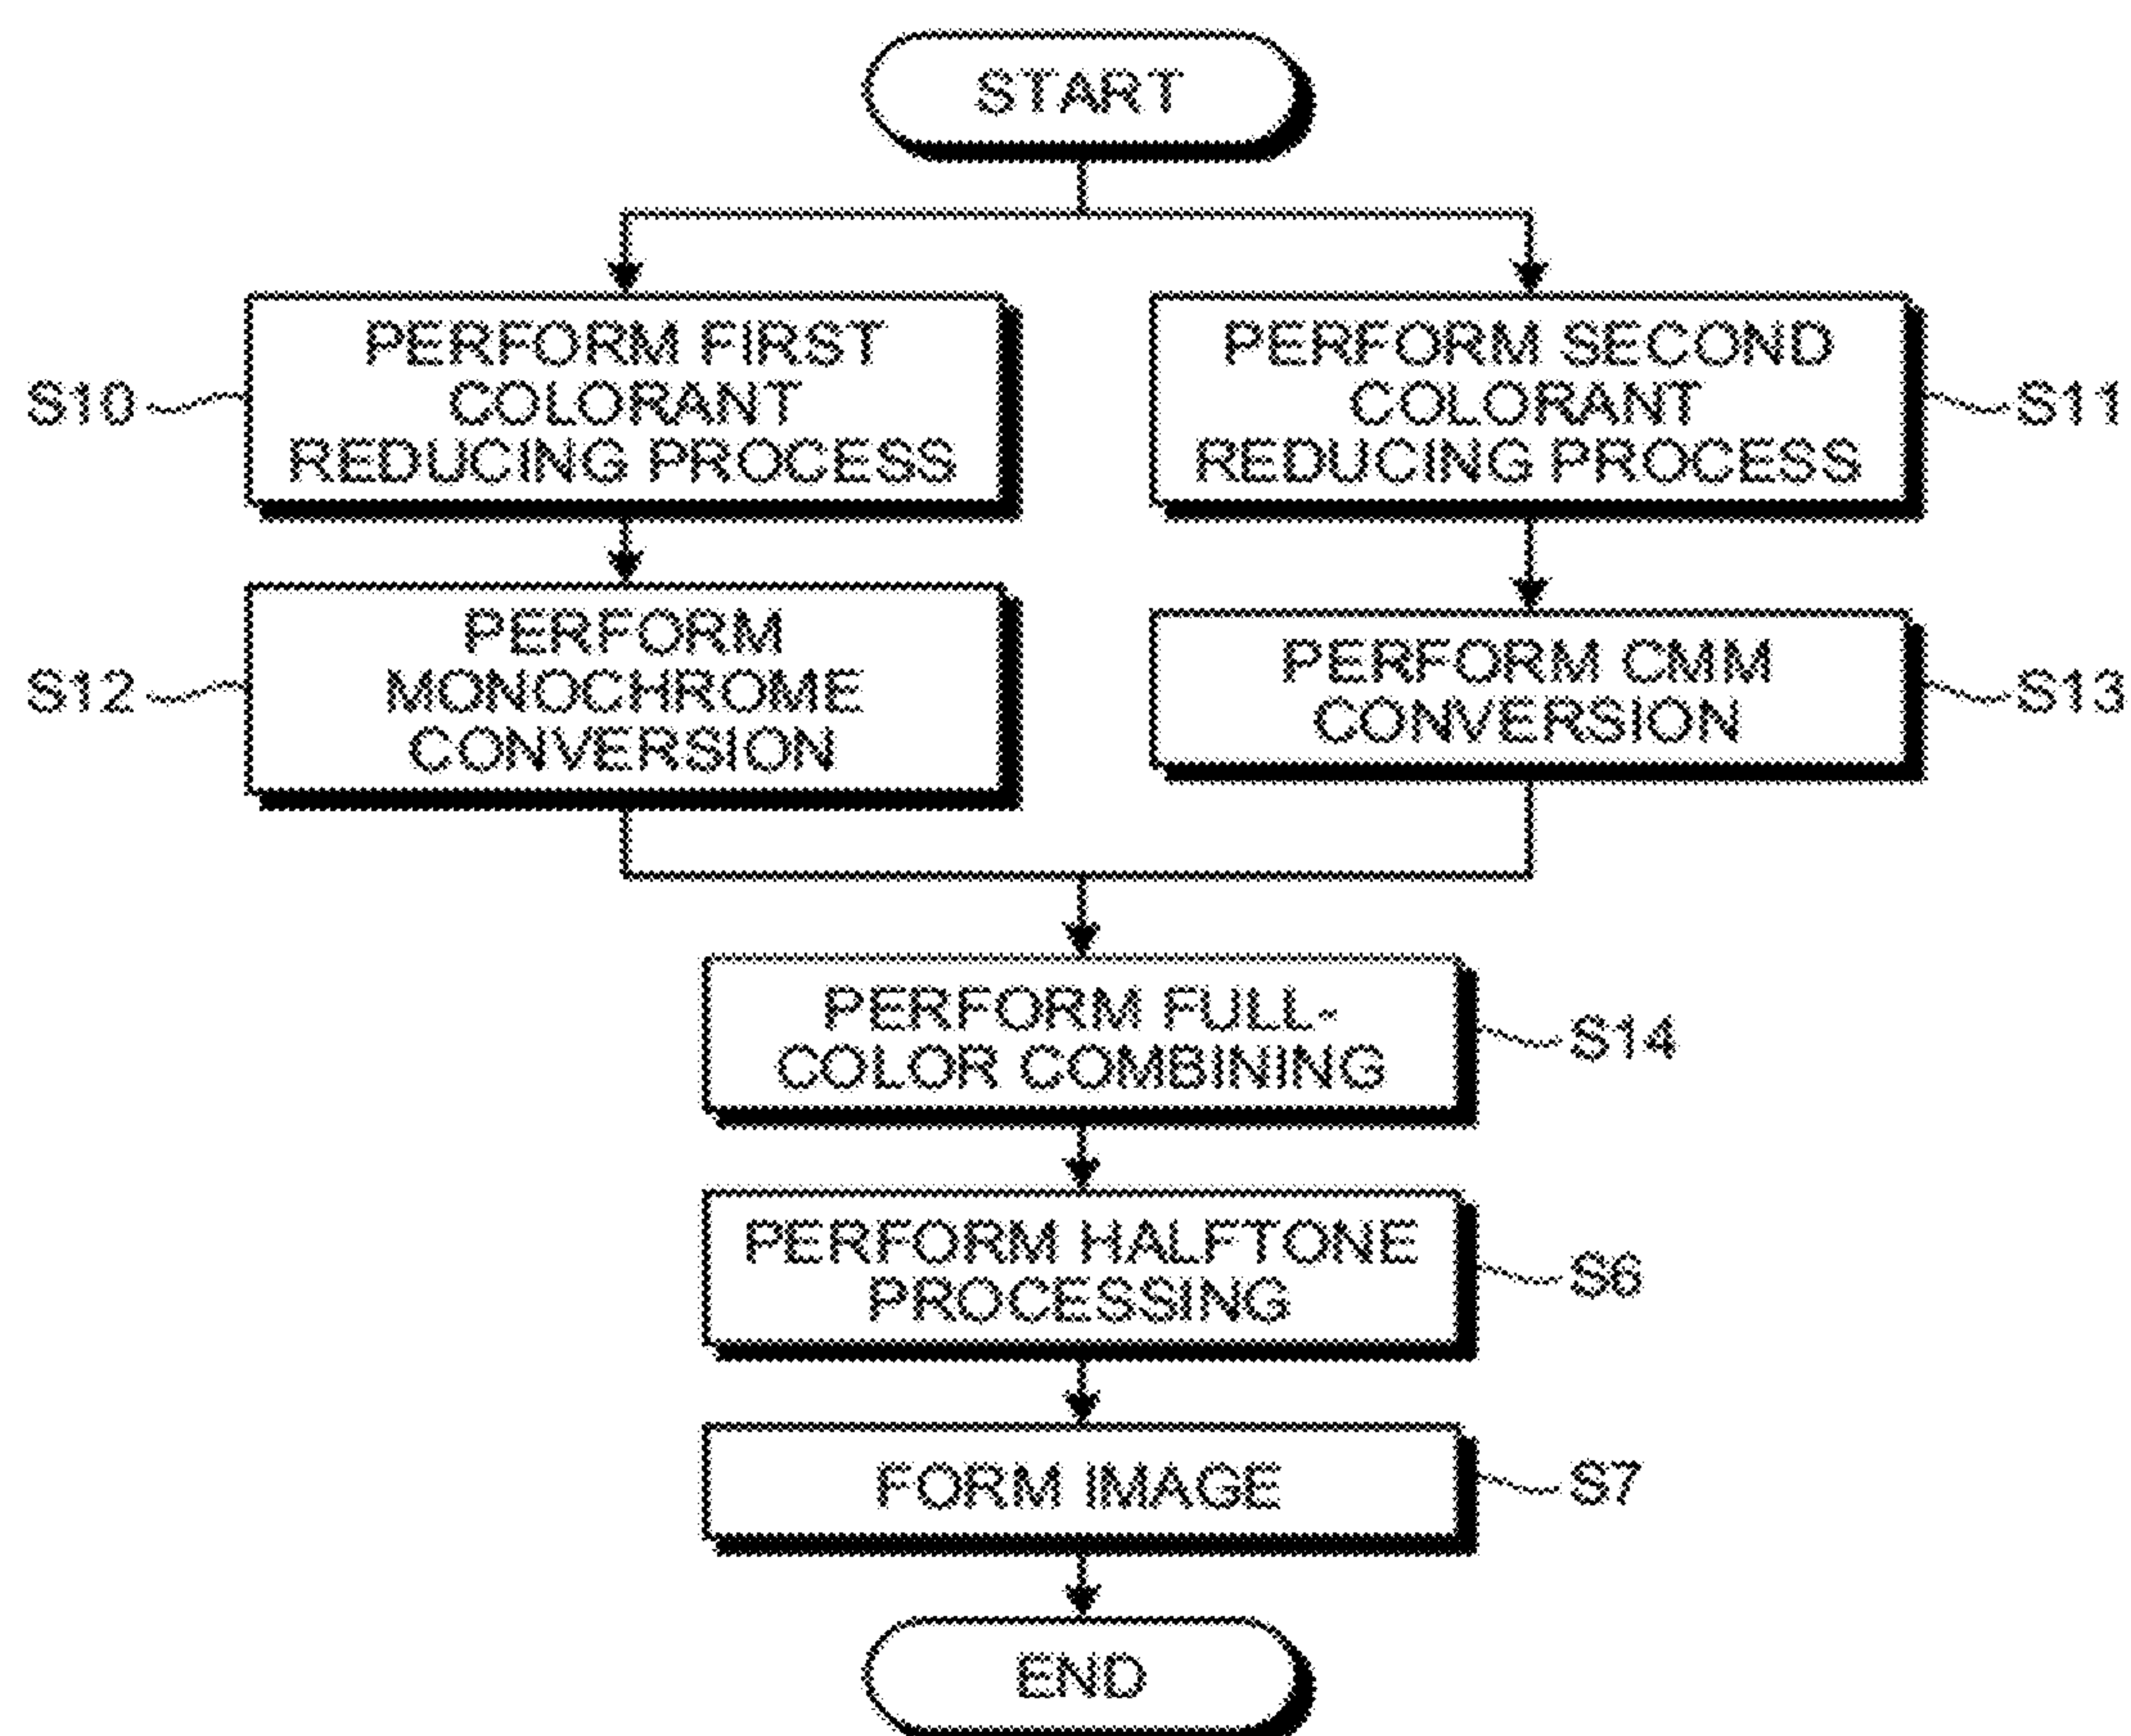 START
PERFORM FIRST
COLORANT
REDUCING PROCESS
S10
PERFORM SECOND
COLORANT
REDUCING PROCESS
S11
PERFORM
MONOCHROME
CONVERSION
S12
PERFORM CMM
CONVERSION
S13
PERFORM FULL-
COLOR COMBINING
S14
PERFORM HALFTONE
PROCESSING
S6
FORM IMAGE
S7
END